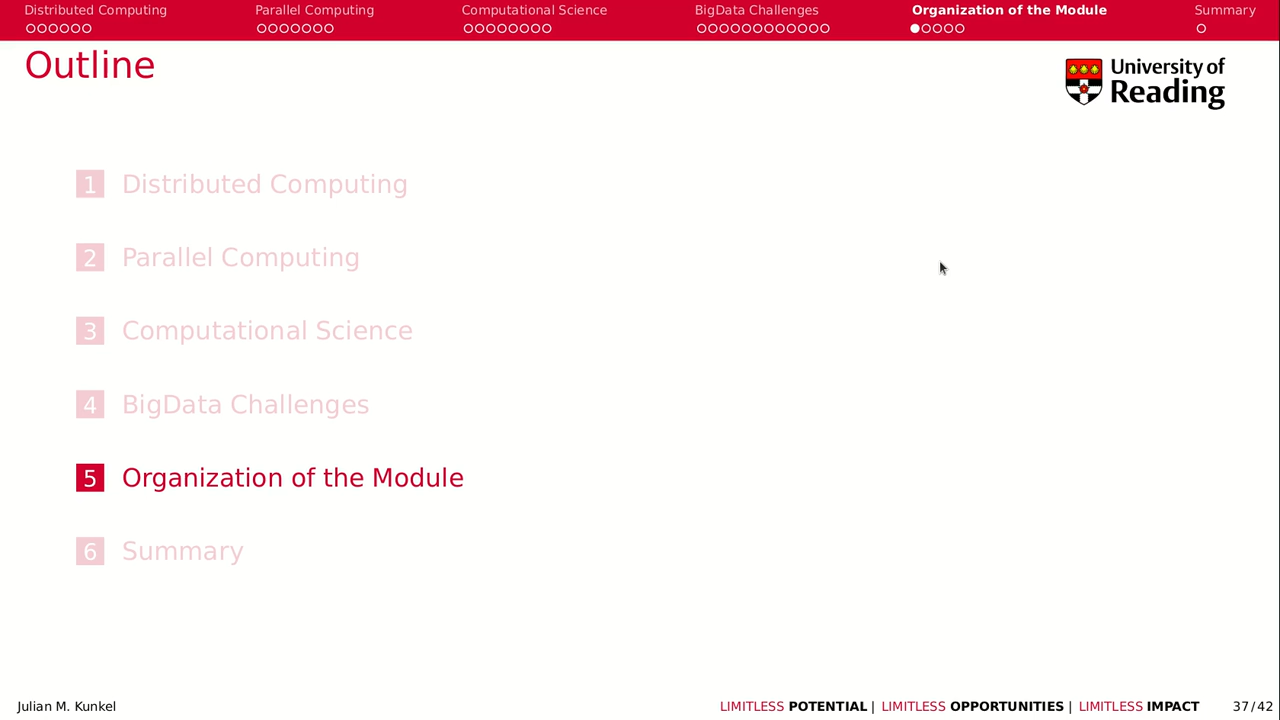 Distributed Computing Parallel Computing Computational Science BigData Challenges Organization of the Module Summary
Outline
University of
Reading
1 Distributed Computing
2 Parallel Computing
3 Computational Science
4 BigData Challenges
5 Organization of the Module
6 Summary
Julian M. Kunkel LIMITLESS POTENTIAL | LIMITLESS OPPORTUNITIES | LIMITLESS IMPACT 37/42